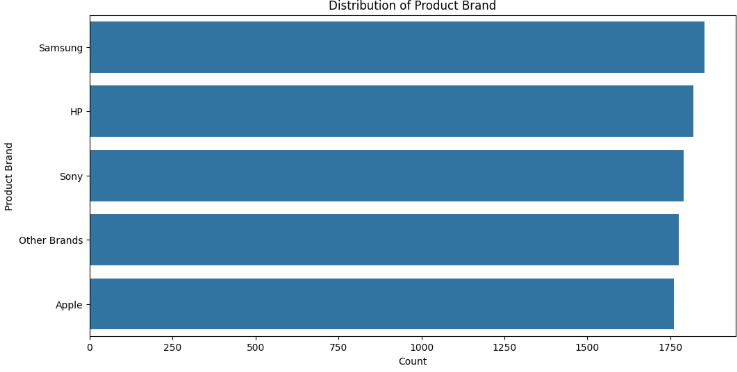 Distribution of Product Brand
Product Brand
Samsung
HP
Sony
Other Brands
Apple
0 250 500 750 1000 1250 1500 1750
Count